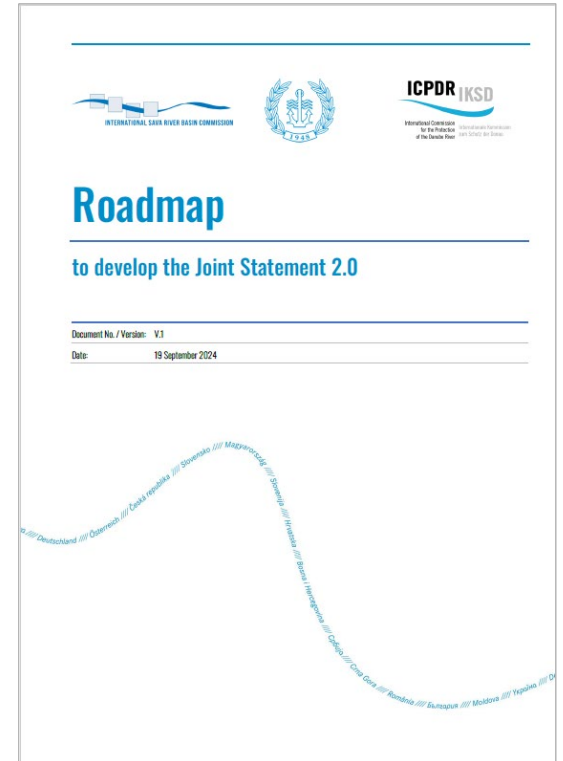 INTERNATIONAL SAVA RIVER BASIN COMMISSION
1948
ICPDR IKSD
International Commission
for the Protection
of the Danube River
Internationale Kommission
zum Schutz der Donau
Roadmap
to develop the Joint Statement 2.0
Document No. / Version: V.1
Date: 19 September 2024
//// Deutschland //// Österreich //// Česká republika //// Slovensko //// Magyarország //// Slovenija //// Hrvatska //// Bosna i Hercegovina //// Србија //// Crna Gora //// România //// България //// Moldova //// Україна ////